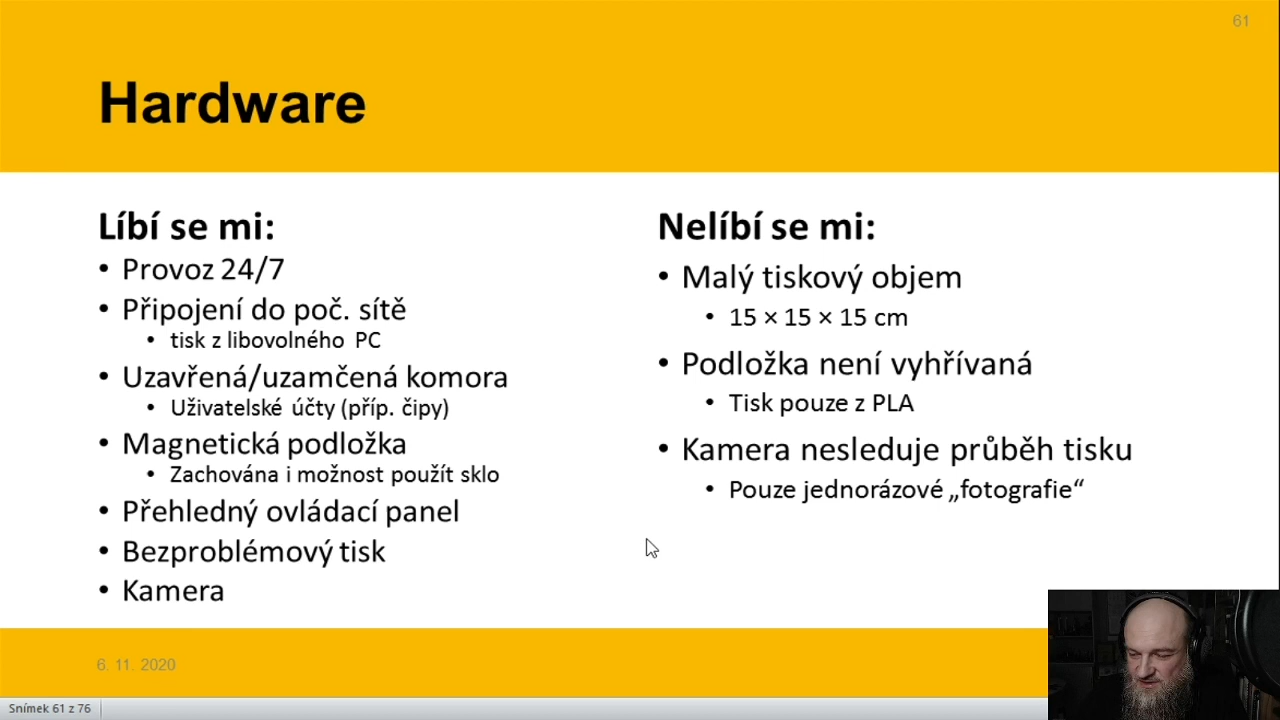 61
Hardware
Líbí se mi:
• Provoz 24/7
• Připojení do poč. sítě
• tisk z libovolného PC
• Uzavřená/uzamčená komora
• Uživatelské účty (příp. čipy)
• Magnetická podložka
• Zachována i možnost použít sklo
• Přehledný ovládací panel
• Bezproblémový tisk
• Kamera
Nelíbí se mi:
• Malý tiskový objem
• 15 × 15 × 15 cm
• Podložka není vyhřívaná
• Tisk pouze z PLA
• Kamera nesleduje průběh tisku
• Pouze jednorázové „fotografie“
6. 11. 2020
Snímek 61 z 76